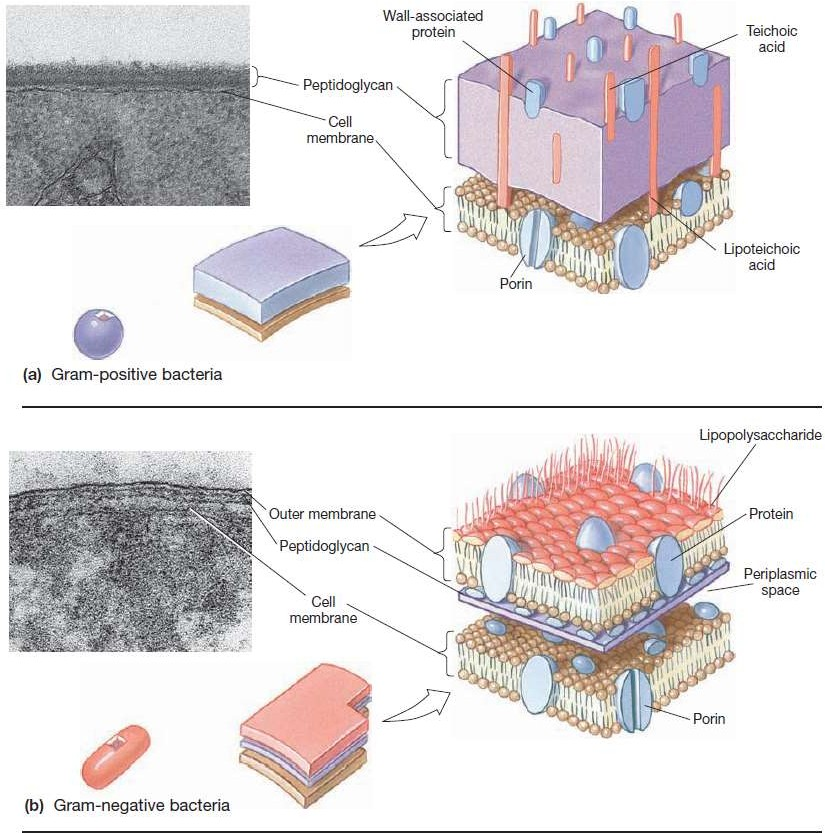 Wall-associated
protein
Teichoic
acid
Peptidoglycan
Cell
membrane
Lipoteichoic
acid
Porin
(a) Gram-positive bacteria
Lipopolysaccharide
Outer membrane
Protein
Peptidoglycan
Periplasmic
space
Cell
membrane
Porin
(b) Gram-negative bacteria